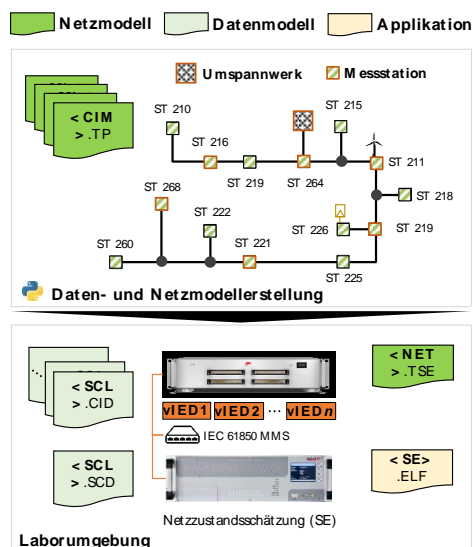 Netzmodell Datenmodell Applikation
Umspannwerk Messstation
< CIM
> .TP
ST 210
ST 215
ST 216
ST 219
ST 264
ST 211
ST 268
ST 222
ST 218
ST 226
ST 219
ST 260
ST 221
ST 225
Daten- und Netzmodellerstellung
< SCL
> .CID
< NET
> .TSE
vIED1 vIED2 ... vIEDn
IEC 61850 MMS
< SCL
> .SCD
< SE>
.ELF
Netzzustandsschätzung (SE)
Laborumgebung